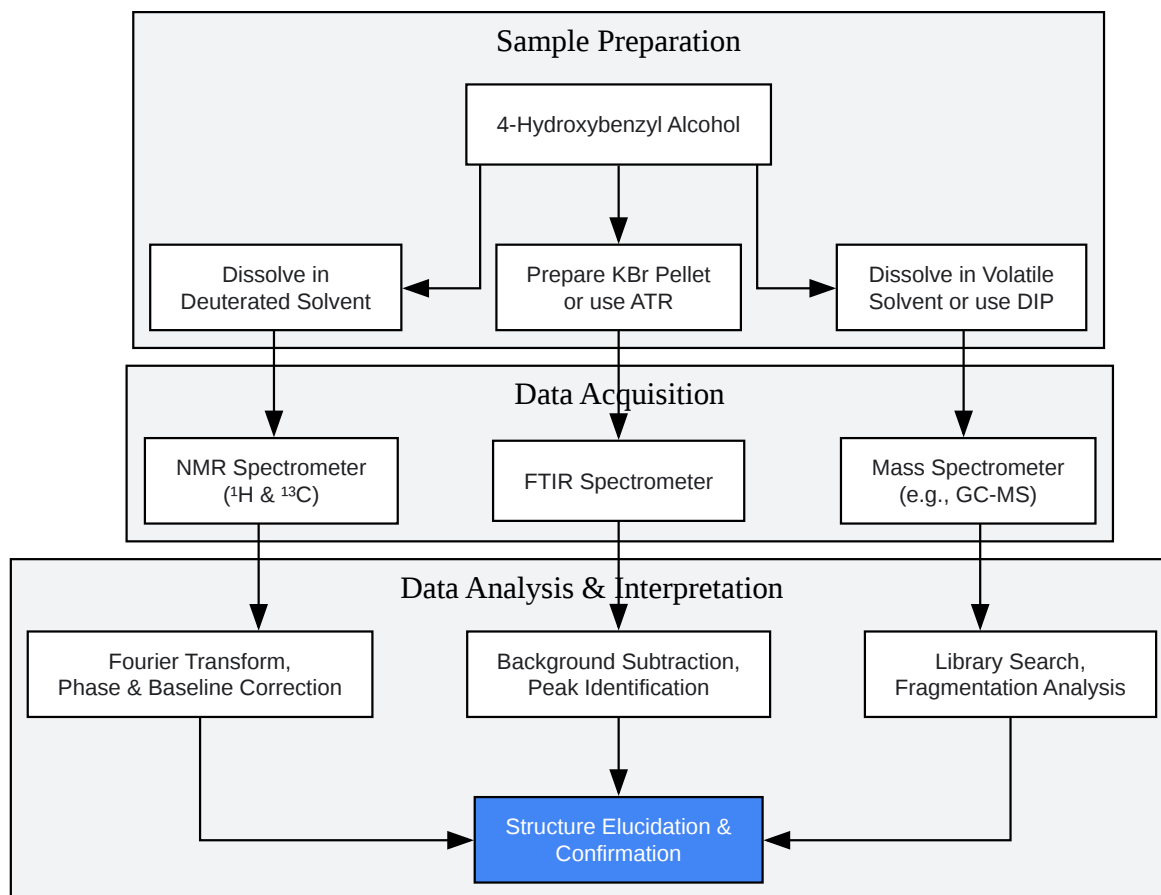 Sample Preparation
4-Hydroxybenzyl Alcohol
Dissolve in
Deuterated Solvent
Prepare KBr Pellet
or use ATR
Dissolve in Volatile
Solvent or use DIP
Data Acquisition
NMR Spectrometer
(¹H & ¹³C)
FTIR Spectrometer
Mass Spectrometer
(e.g., GC-MS)
Data Analysis & Interpretation
Fourier Transform,
Phase & Baseline Correction
Background Subtraction,
Peak Identification
Library Search,
Fragmentation Analysis
Structure Elucidation &
Confirmation